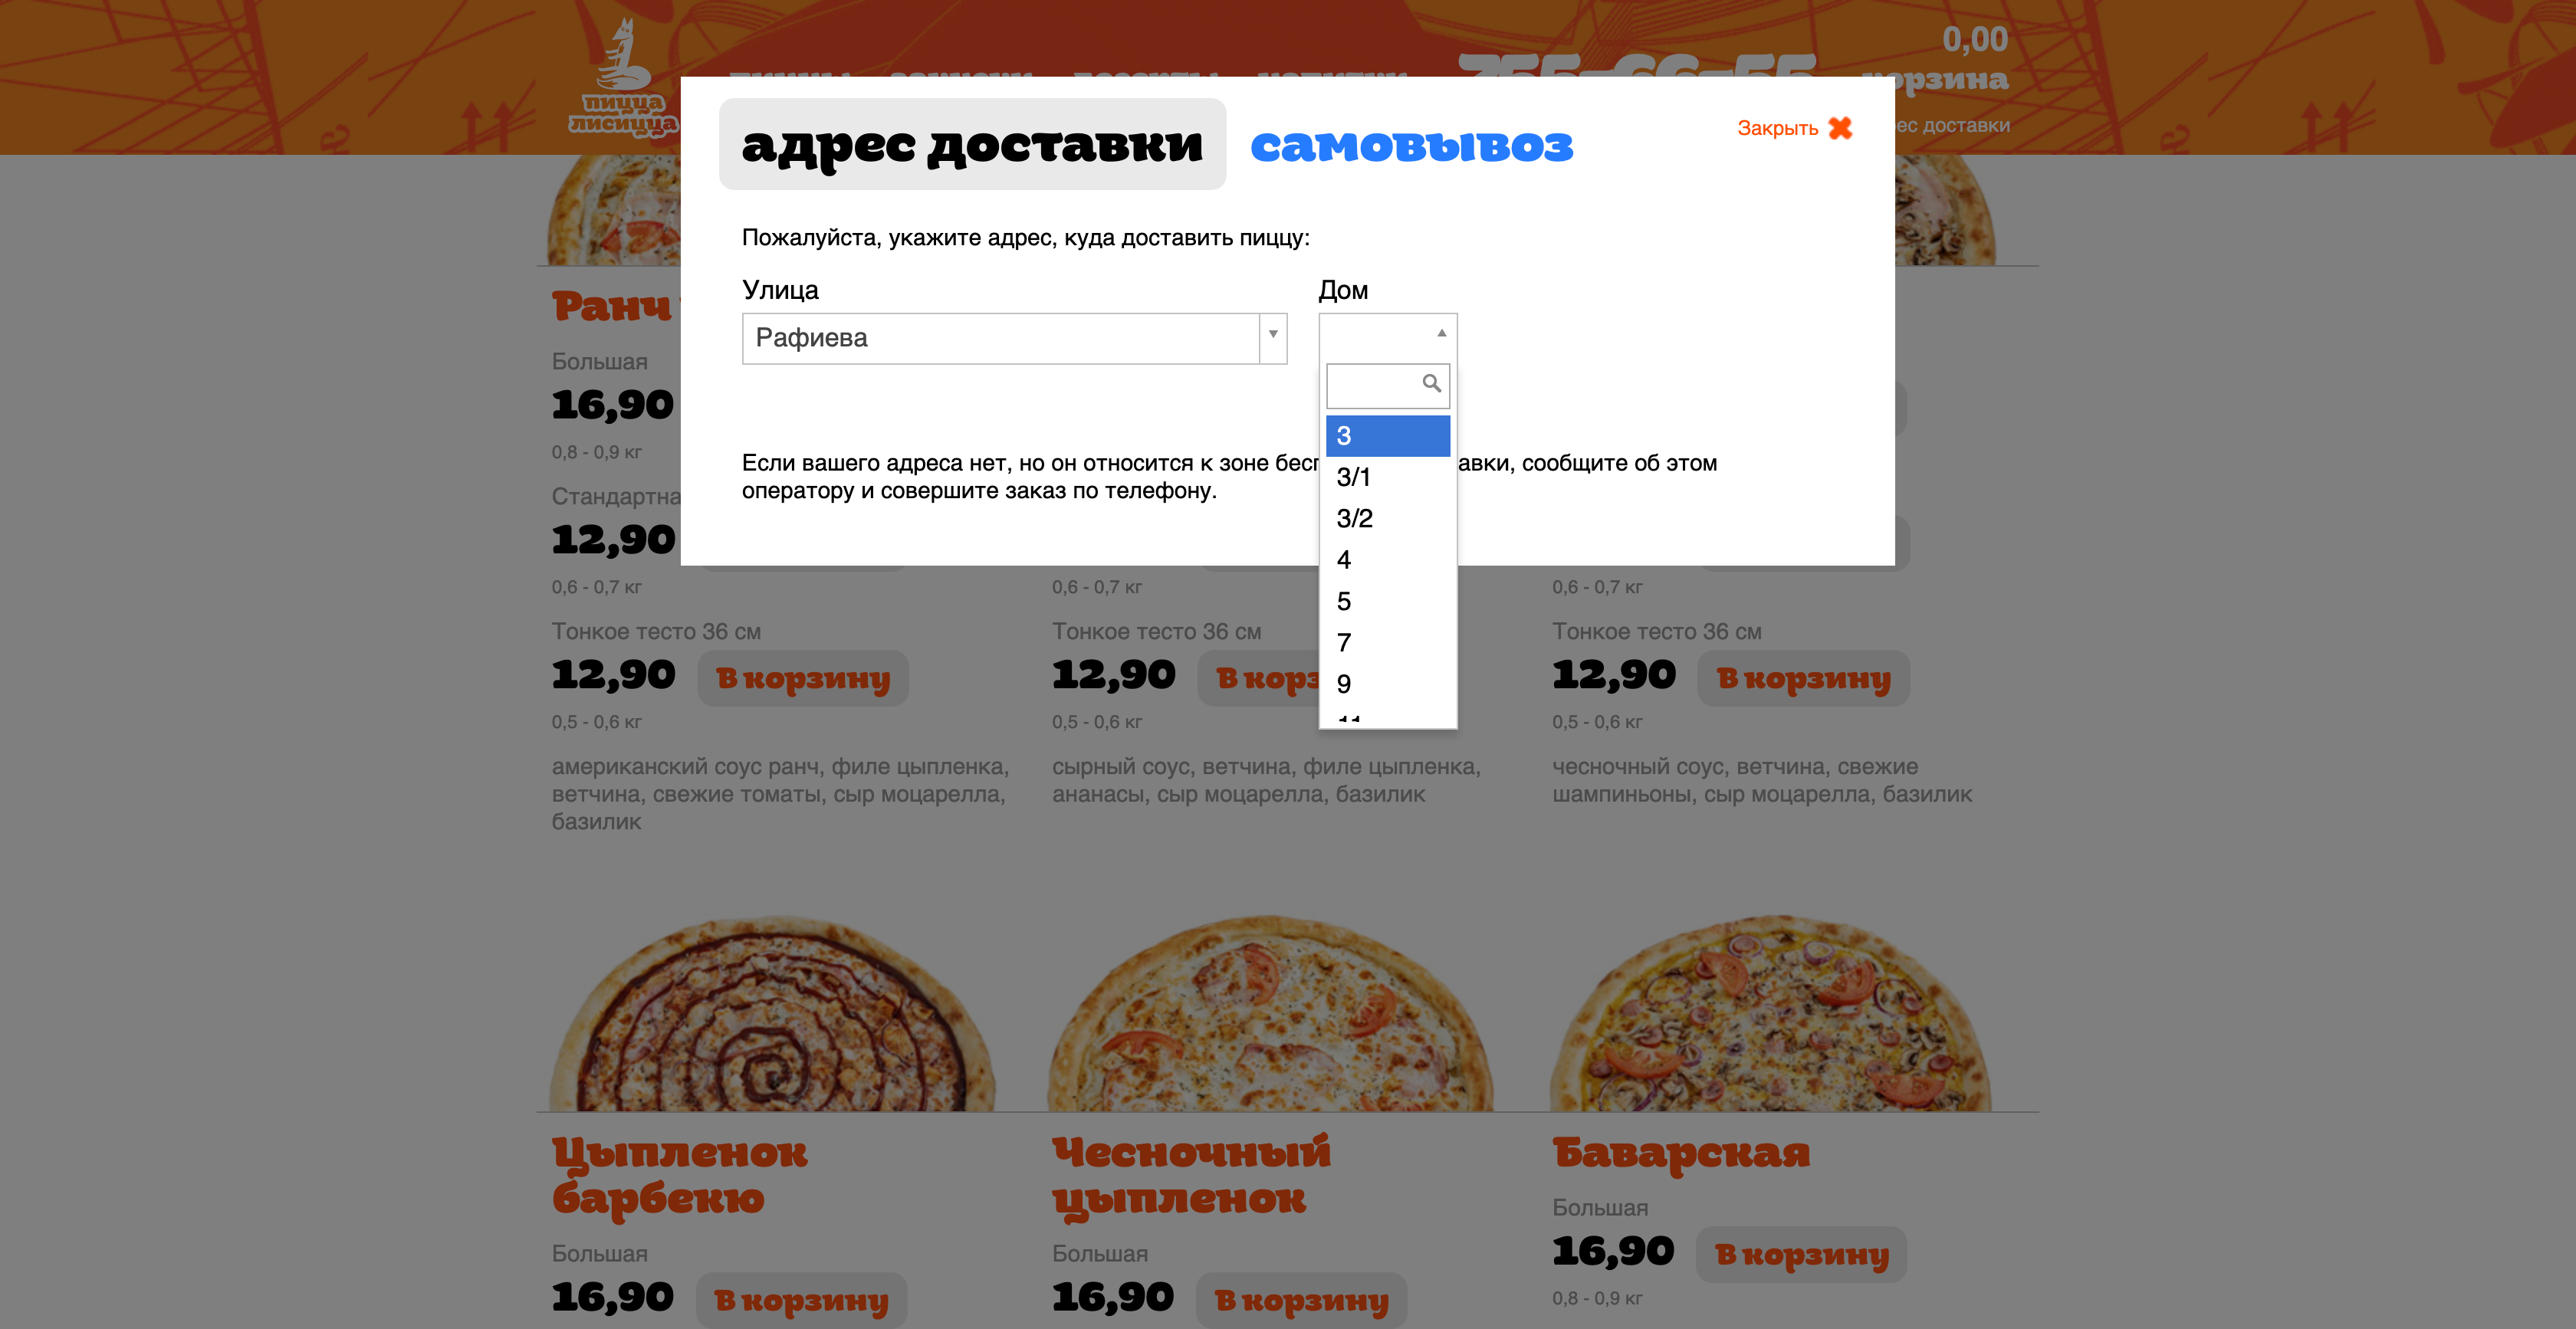 пицца
лисицца
0,00
корзина
адрес доставки
самовывоз
Закрыть
Пожалуйста, укажите адрес, куда доставить пиццу:
Улица
Дом
Рафиева
3
3/1
3/2
4
5
7
9
11
Если вашего адреса нет, но он относится к зоне
авки, сообщите об этом
оператору и совершите заказ по телефону.
Ранч
Большая
16,90
0,8 - 0,9 кг
Стандартна
12,90
0,6 - 0,7 кг
Тонкое тесто 36 см
12,90
В корзину
0,5 - 0,6 кг
американский соус ранч, филе цыпленка,
ветчина, свежие томаты, сыр моцарелла,
базилик
0,6 - 0,7 кг
Тонкое тесто 36 см
12,90
В корз
0,5 - 0,6 кг
сырный соус, ветчина, филе цыпленка,
ананасы, сыр моцарелла, базилик
0,6 - 0,7 кг
Тонкое тесто 36 см
12,90
В корзину
0,5 - 0,6 кг
чесночный соус, ветчина, свежие
шампиньоны, сыр моцарелла, базилик
Цыпленок
барбекю
Большая
16,90
В корзину
Чесночный
цыпленок
Большая
16,90
В корзину
Баварская
Большая
16,90
В корзину
0,8 - 0,9 кг